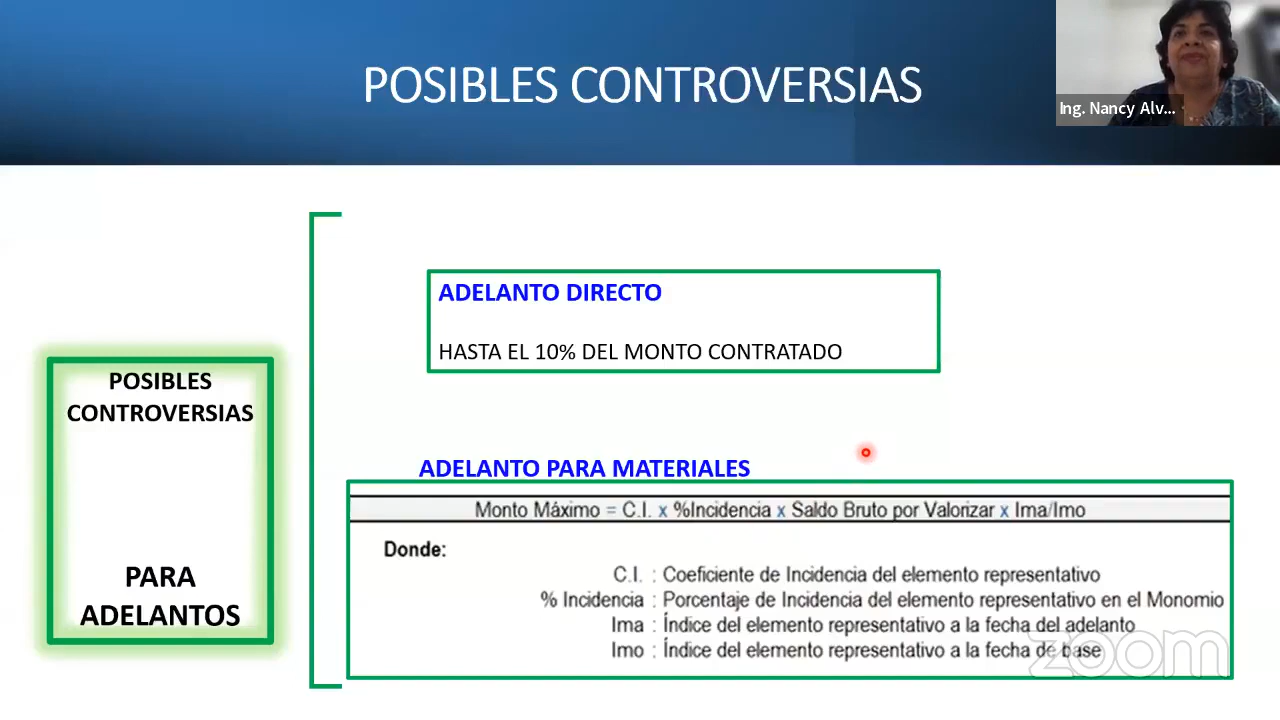 POSIBLES CONTROVERSIAS
Ing. Nancy Alv...
ADELANTO DIRECTO
HASTA EL 10% DEL MONTO CONTRATADO
POSIBLES
CONTROVERSIAS
PARA
ADELANTOS
ADELANTO PARA MATERIALES
Monto Máximo = C.I. x %Incidencia x Saldo Bruto por Valorizar x Ima/Imo
Donde:
C.I. : Coeficiente de Incidencia del elemento representativo
% Incidencia : Porcentaje de Incidencia del elemento representativo en el Monomio
Ima : Índice del elemento representativo a la fecha del adelanto
Imo : Índice del elemento representativo a la fecha de base
zoom